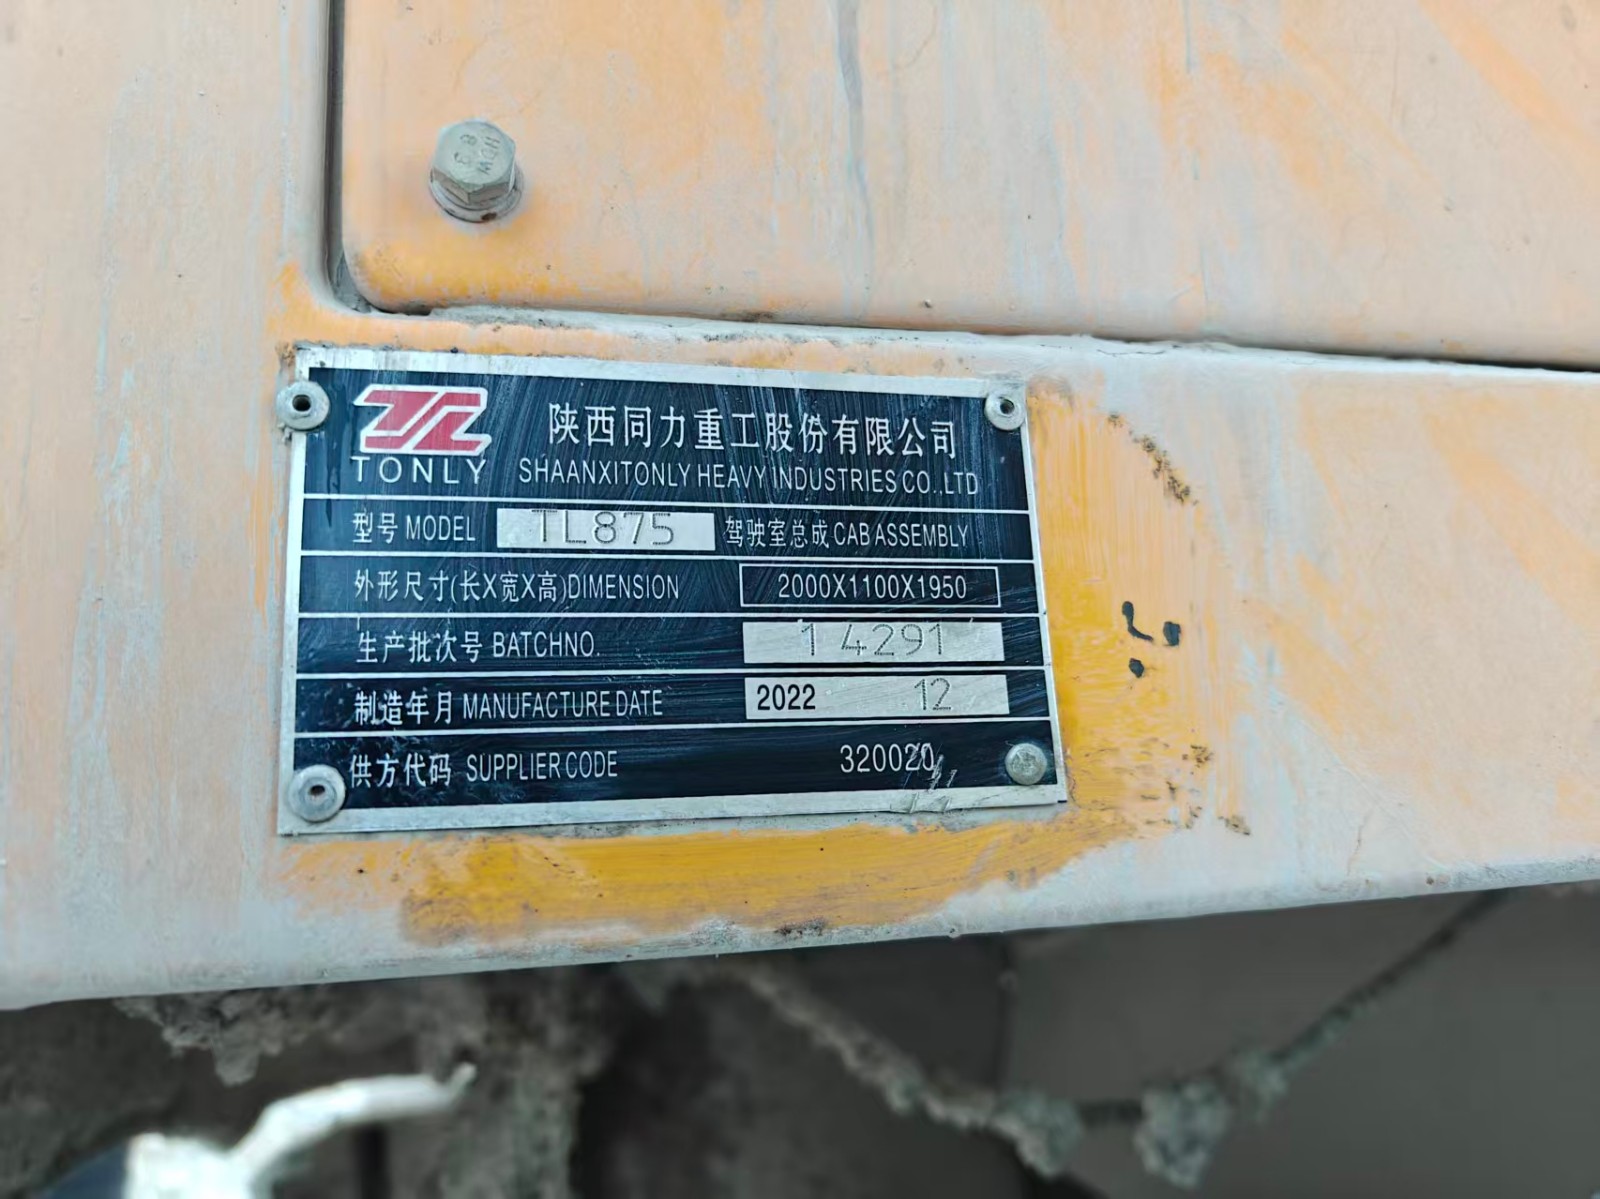 HDW
8.8
TONLY
陕西同力重工股份有限公司
SHAANXITONLY HEAVY INDUSTRIES CO.,LTD
型号 MODEL TL875 驾驶室总成 CAB ASSEMBLY
外形尺寸(长X宽X高)DIMENSION 2000X1100X1950
生产批次号 BATCHNO. 14291
制造年月 MANUFACTURE DATE 2022 12
供方代码 SUPPLIER CODE 320020